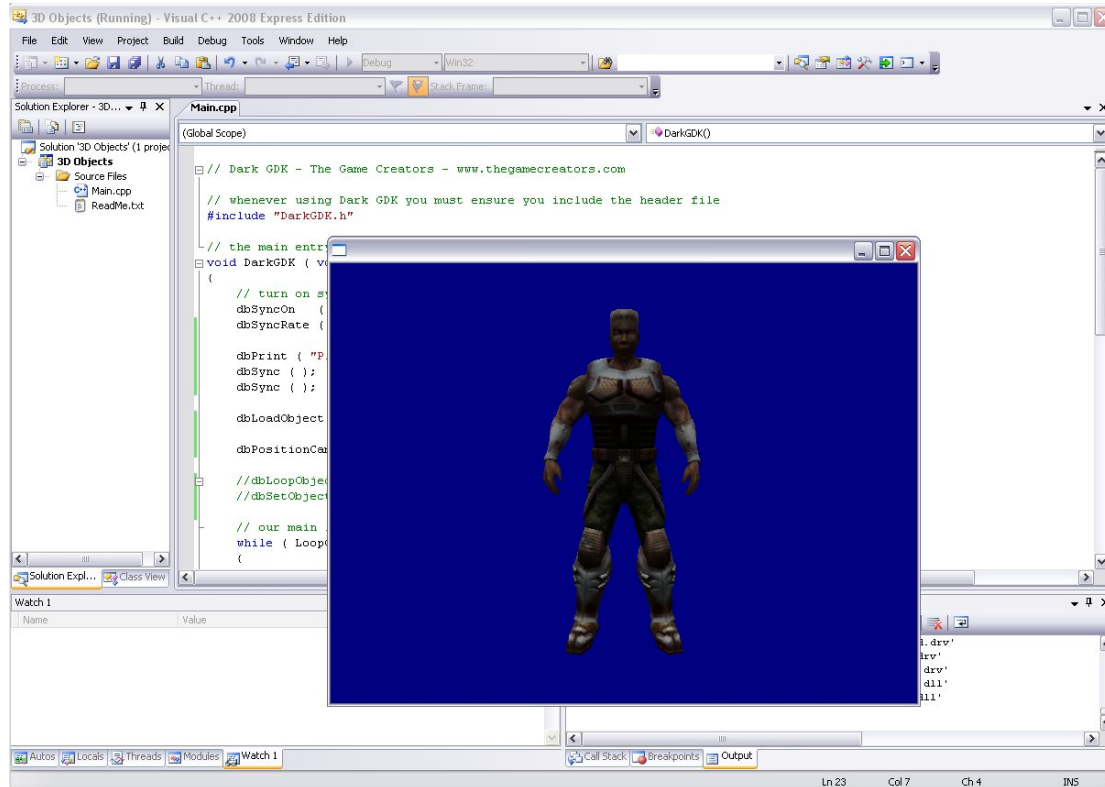 3D Objects (Running) - Visual C++ 2008 Express Edition
File Edit View Project Build Debug Tools Window Help
Debug Win32
Process: Thread: Stack Frame:
Solution Explorer - 3D...
Main.cpp
(Global Scope) DarkGDK()
Solution '3D Objects' (1 projec
3D Objects
Source Files
Main.cpp
ReadMe.txt
// Dark GDK - The Game Creators - www.thegamecreators.com
// whenever using Dark GDK you must ensure you include the header file
#include "DarkGDK.h"
// the main entry
void DarkGDK ( vo
{
// turn on sy
dbSyncOn (
dbSyncRate (
dbPrint ( "P
dbSync ( );
dbSync ( );
dbLoadObject
dbPositionCam
//dbLoopObjec
//dbSetObject
// our main
while ( LoopG
{
Solution Expl... Class View
Watch 1
Name Value
.drv'
drv'
drv'
dll'
dll'
Autos Locals Threads Modules Watch 1
Call Stack Breakpoints Output
Ln 23 Col 7 Ch 4 INS